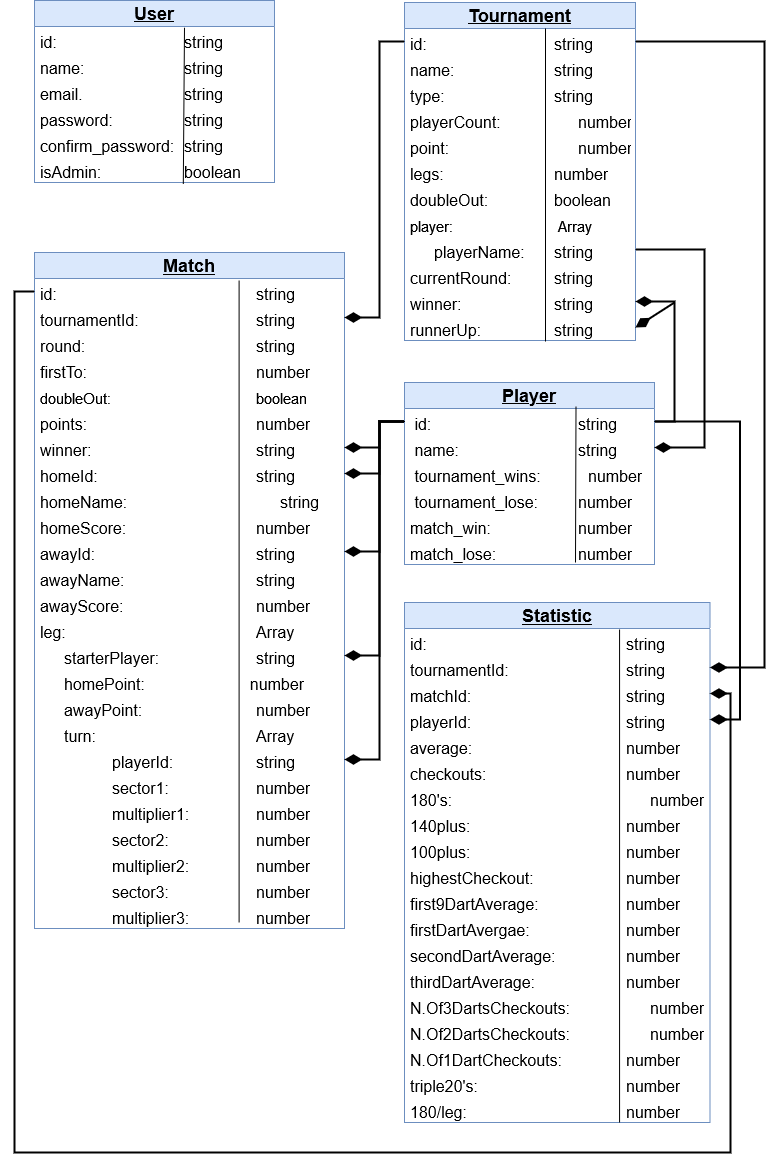 User
id: string
name: string
email. string
password: string
confirm_password: string
isAdmin: boolean
Tournament
id: string
name: string
type: string
playerCount: number
point: number
legs: number
doubleOut: boolean
player: Array
playerName: string
currentRound: string
winner: string
runnerUp: string
Match
id: string
tournamentId: string
round: string
firstTo: number
doubleOut: boolean
points: number
winner: string
homeId: string
homeName: string
homeScore: number
awayId: string
awayName: string
awayScore: number
leg: Array
starterPlayer: string
homePoint: number
awayPoint: number
turn: Array
playerId: string
sector1: number
multiplier1: number
sector2: number
multiplier2: number
sector3: number
multiplier3: number
Player
id: string
name: string
tournament_wins: number
tournament_lose: number
match_win: number
match_lose: number
Statistic
id: string
tournamentId: string
matchId: string
playerId: string
average: number
checkouts: number
180's: number
140plus: number
100plus: number
highestCheckout: number
first9DartAverage: number
firstDartAvergae: number
secondDartAverage: number
thirdDartAverage: number
N.Of3DartsCheckouts: number
N.Of2DartsCheckouts: number
N.Of1DartCheckouts: number
triple20's: number
180/leg: number